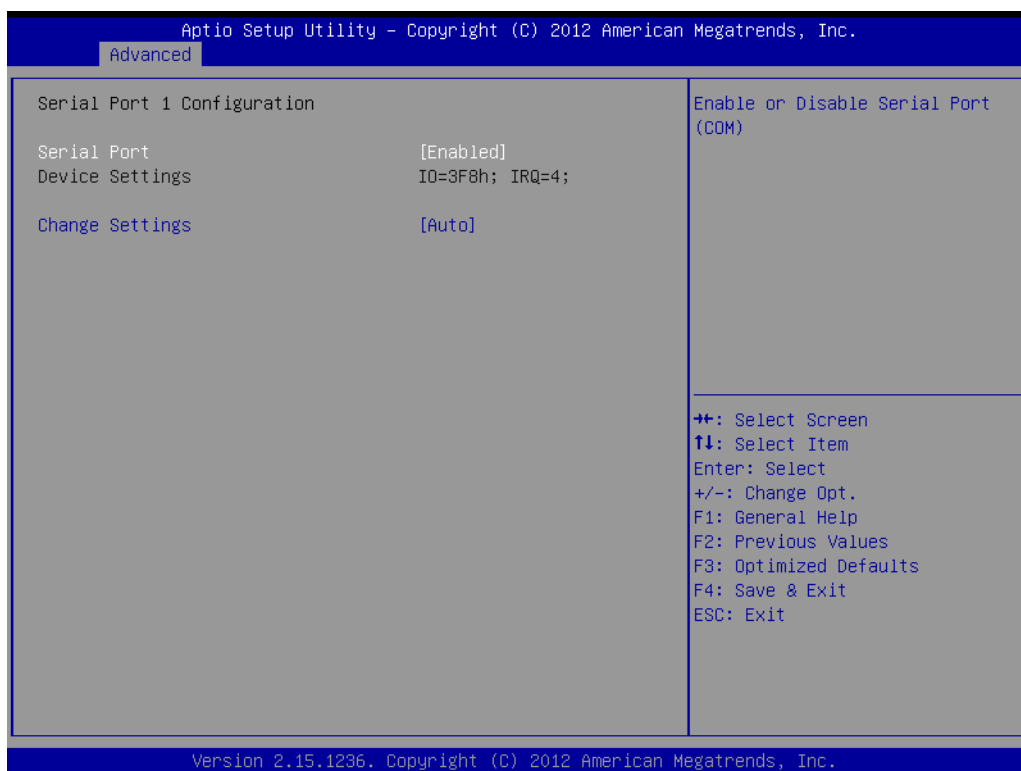 Aptio Setup Utility – Copyright (C) 2012 American Megatrends, Inc.
Advanced
Serial Port 1 Configuration
Serial Port [Enabled]
Device Settings IO=3F8h; IRQ=4;
Change Settings [Auto]
Enable or Disable Serial Port
(COM)
→←: Select Screen
↑↓: Select Item
Enter: Select
+/-: Change Opt.
F1: General Help
F2: Previous Values
F3: Optimized Defaults
F4: Save & Exit
ESC: Exit
Version 2.15.1236. Copyright (C) 2012 American Megatrends, Inc.